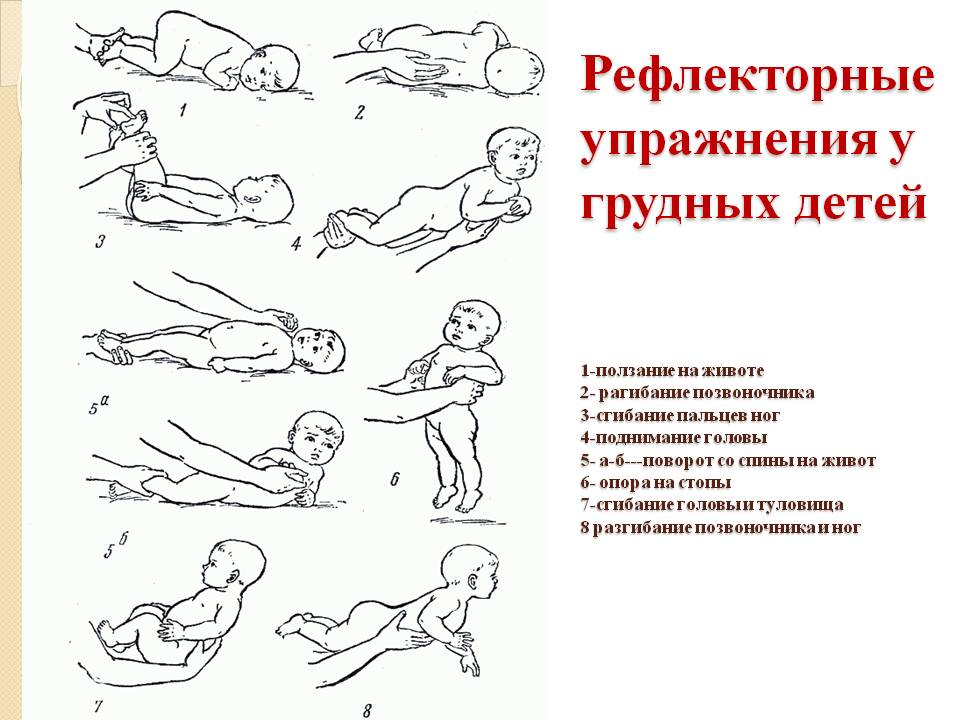 Рефлекторные
упражнения у
грудных детей
1-ползание на животе
2- рагибание позвоночника
3-сгибание пальцев ног
4-поднимание головы
5- а-б---поворот со спины на живот
6- опора на стопы
7-сгибание головы и туловища
8 разгибание позвоночника и ног
1
2
3
4
5а
6
5 б
7
8